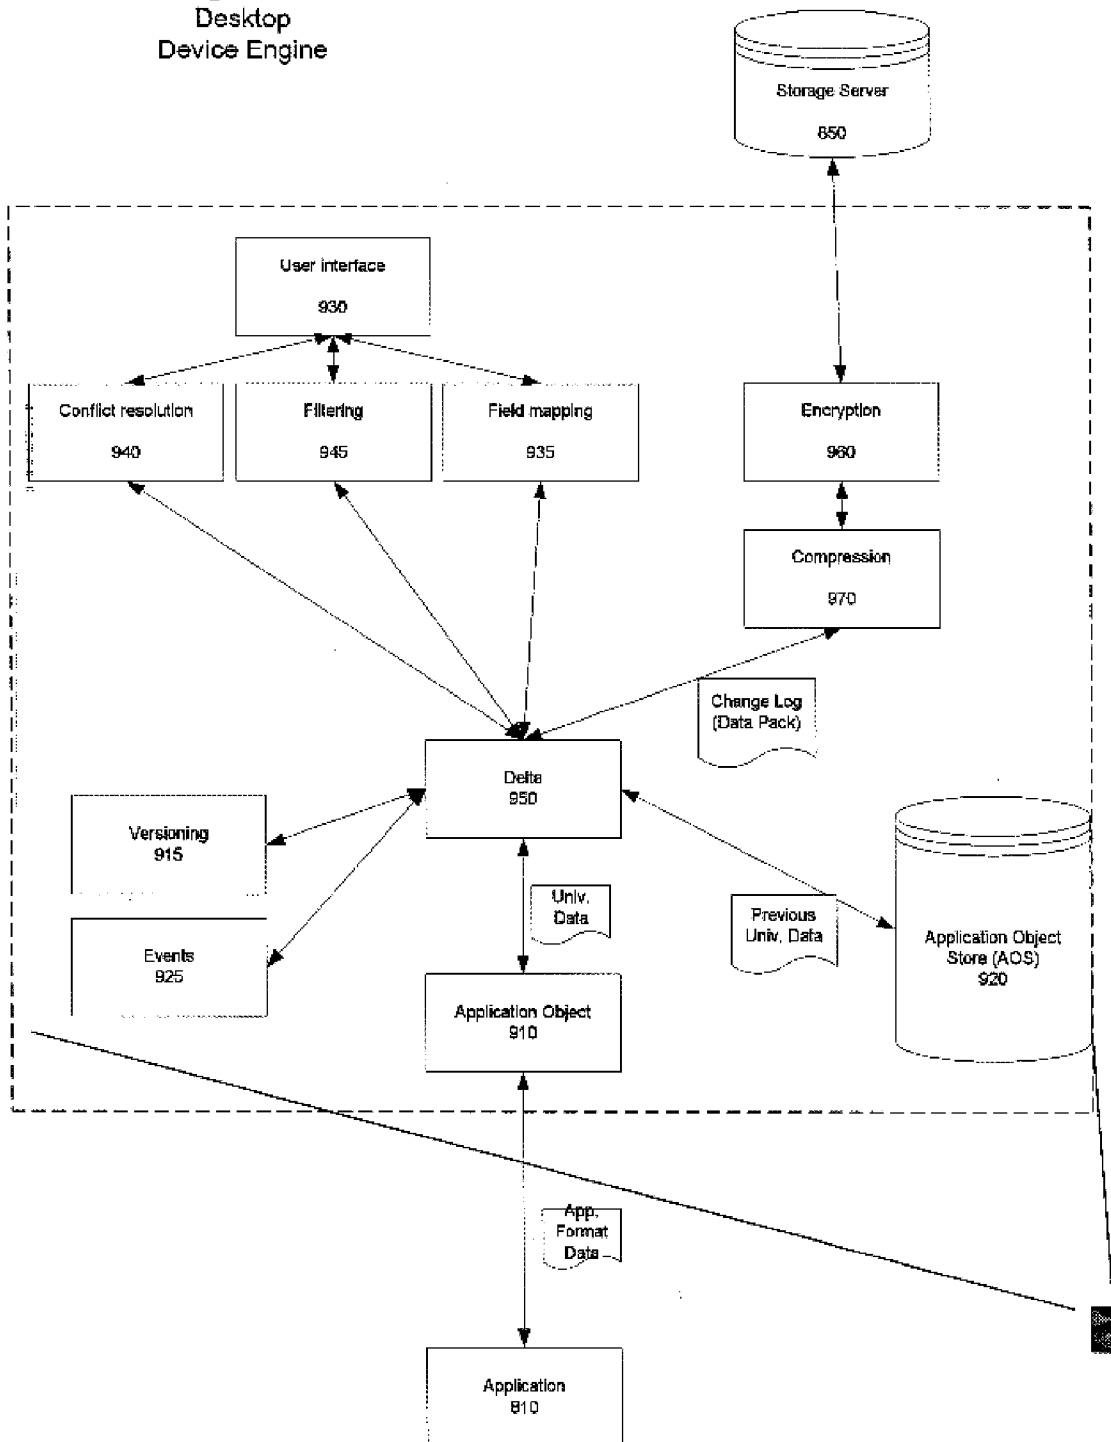 Desktop
Device Engine
Storage Server
850
User interface
930
Conflict resolution
940
Filtering
945
Field mapping
935
Encryption
960
Compression
970
Change Log
(Data Pack)
Delta
950
Versioning
915
Events
925
Univ.
Data
Previous
Univ. Data
Application Object
Store (AOS)
920
Application Object
910
App.
Format
Data
Application
810